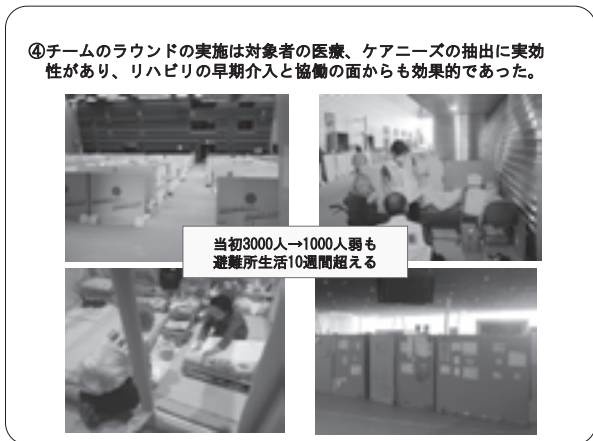 ④チームのラウンドの実施は対象者の医療、ケアニーズの抽出に実効
性があり、リハビリの早期介入と協働の面からも効果的であった。
当初3000人→1000人弱も
避難所生活10週間超える